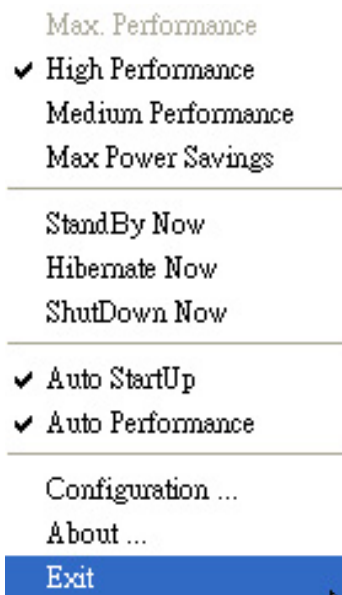 Max. Performance
High Performance
Medium Performance
Max Power Savings
StandBy Now
Hibernate Now
ShutDown Now
Auto StartUp
Auto Performance
Configuration ...
About ...
Exit